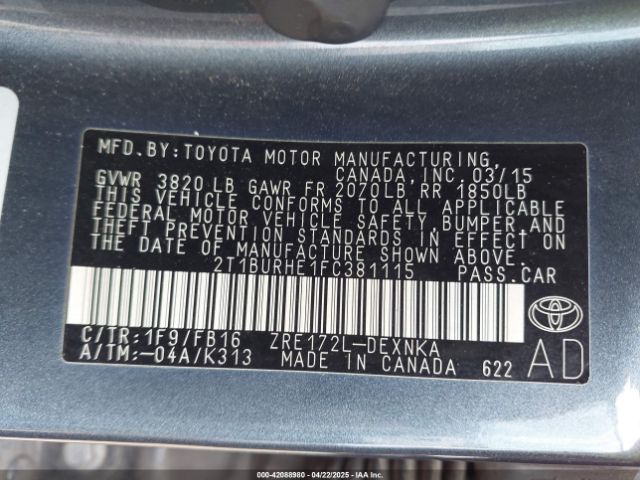 MFD. BY: TOYOTA MOTOR MANUFACTURING,
CANADA, INC. 03/15
GVWR 3820 LB GAWR FR 2070LB RR 1850LB
THIS VEHICLE CONFORMS TO ALL APPLICABLE
FEDERAL MOTOR VEHICLE SAFETY, BUMPER, AND
THEFT PREVENTION STANDARDS IN EFFECT ON
THE DATE OF MANUFACTURE SHOWN ABOVE.
2T1BURHE1FC381115 PASS. CAR
C/TR: 1F9/FB16 ZRE172L-DEXNKA
A/TM: -04A/K313 MADE IN CANADA 622
AD
000-42088980 - 04/22/2025 - IAAI.COM